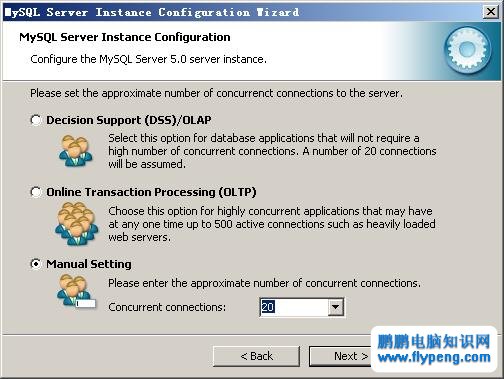 MySQL Server Instance Configuration Wizard
MySQL Server Instance Configuration
Configure the MySQL Server 5.0 server instance.
Please set the approximate number of concurrenct connections to the server.
Decision Support (DSS)/OLAP
Select this option for database applications that will not require a
high number of concurrent connections. A number of 20 connections
will be assumed.
Online Transaction Processing (OLTP)
Choose this option for highly concurrent applications that may have
at any one time up to 500 active connections such as heavily loaded
web servers.
Manual Setting
Please enter the approximate number of concurrent connections.
Concurrent connections: 20
< Back Next >
鹏鹏电脑知识网
www.flypeng.com